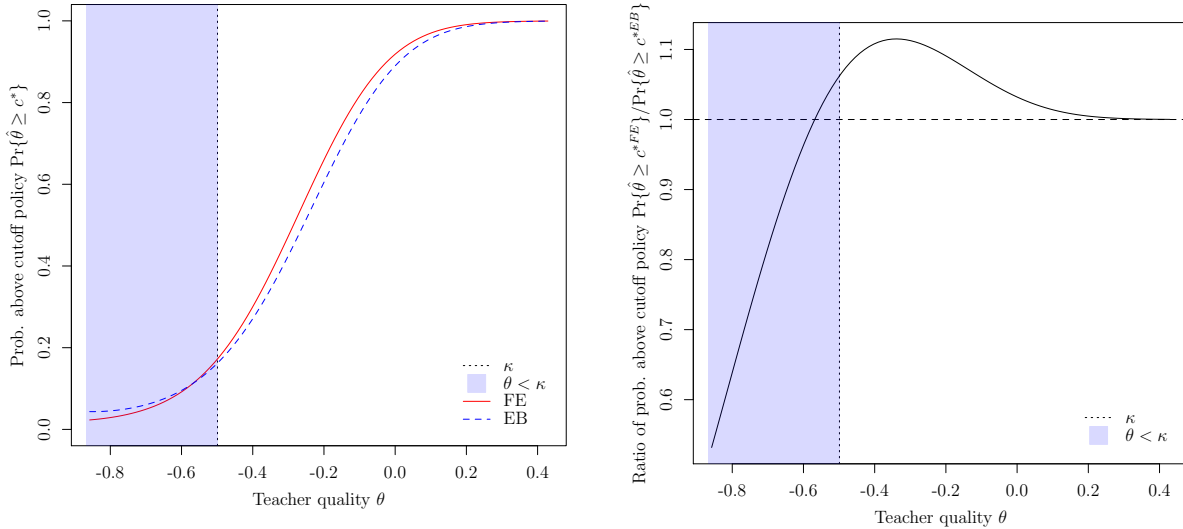 Prob. above cutoff policy Pr{θ̂ ≥ c*}
1.0
0.8
0.6
0.4
0.2
0.0
κ
θ < κ
FE
EB
-0.8 -0.6 -0.4 -0.2 0.0 0.2 0.4
Teacher quality θ
Ratio of prob. above cutoff policy Pr{θ̂ ≥ c*FE}/Pr{θ̂ ≥ c*EB}
1.1
1.0
0.9
0.8
0.7
0.6
κ
θ < κ
-0.8 -0.6 -0.4 -0.2 0.0 0.2 0.4
Teacher quality θ